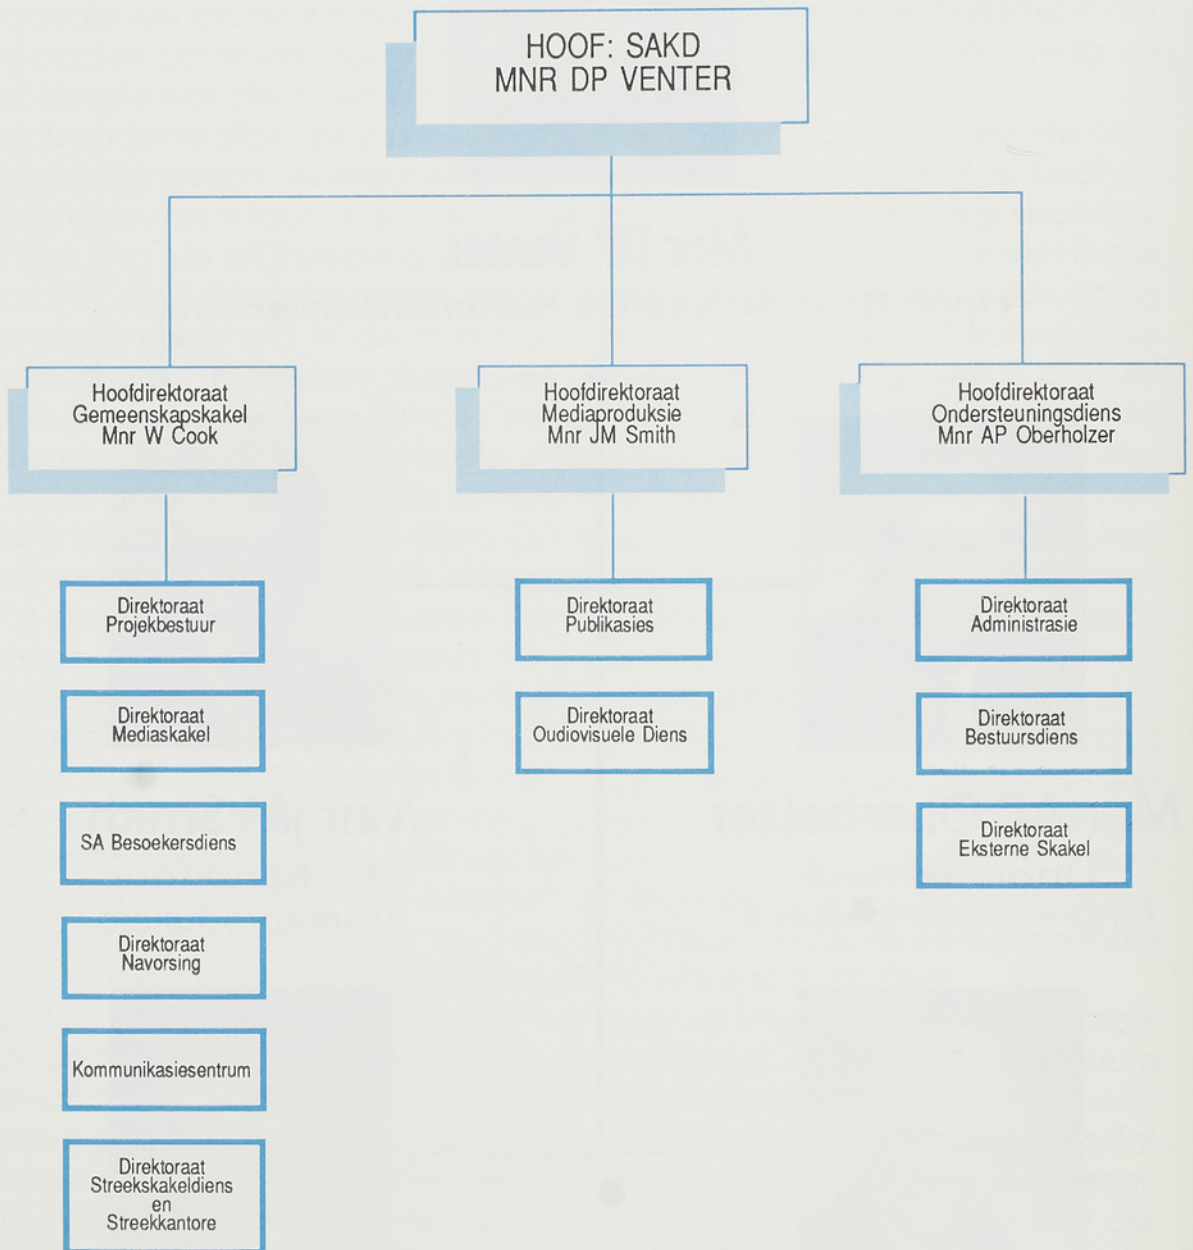 HOOF: SAKD
MNR DP VENTER
Hoofdirektoraat
Gemeenskapskakel
Mnr W Cook
Hoofdirektoraat
Mediaproduksie
Mnr JM Smith
Hoofdirektoraat
Ondersteuningsdiens
Mnr AP Oberholzer
Direktoraat
Projekbestuur
Direktoraat
Mediaskakel
SA Besoekersdiens
Direktoraat
Navorsing
Kommunikasiesentrum
Direktoraat
Streekskakeldiens
en
Streekkantore
Direktoraat
Publikasies
Direktoraat
Oudiovisuele Diens
Direktoraat
Administrasie
Direktoraat
Bestuursdiens
Direktoraat
Eksterne Skakel